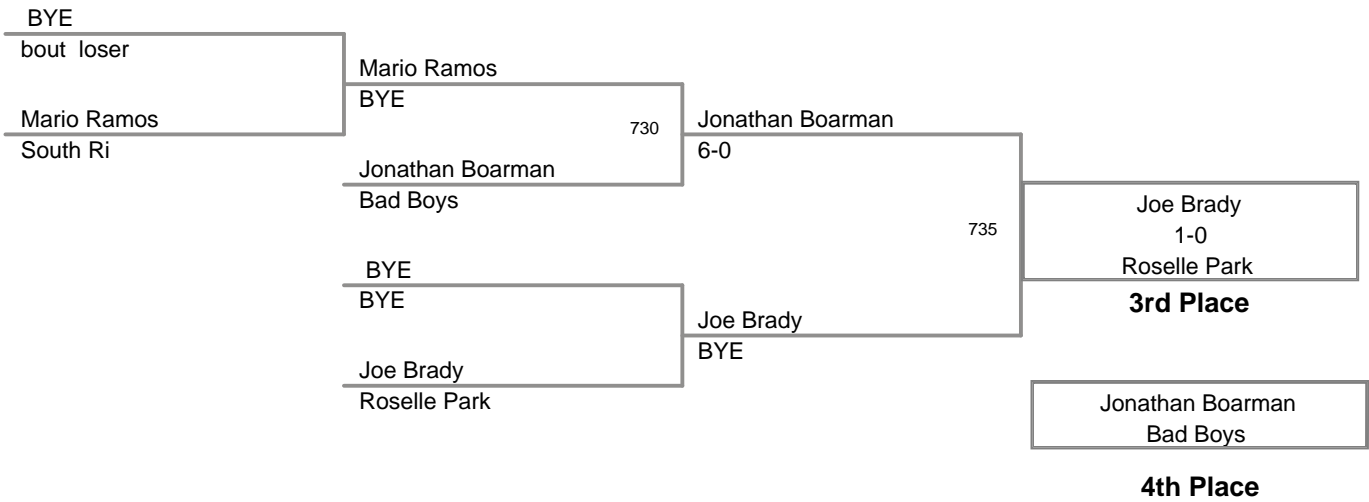 BYE
bout loser
Mario Ramos
BYE
Mario Ramos
South Ri
730
Jonathan Boarman
6-0
Jonathan Boarman
Bad Boys
735
Joe Brady
1-0
Roselle Park
3rd Place
BYE
BYE
Joe Brady
BYE
Joe Brady
Roselle Park
Jonathan Boarman
Bad Boys
4th Place